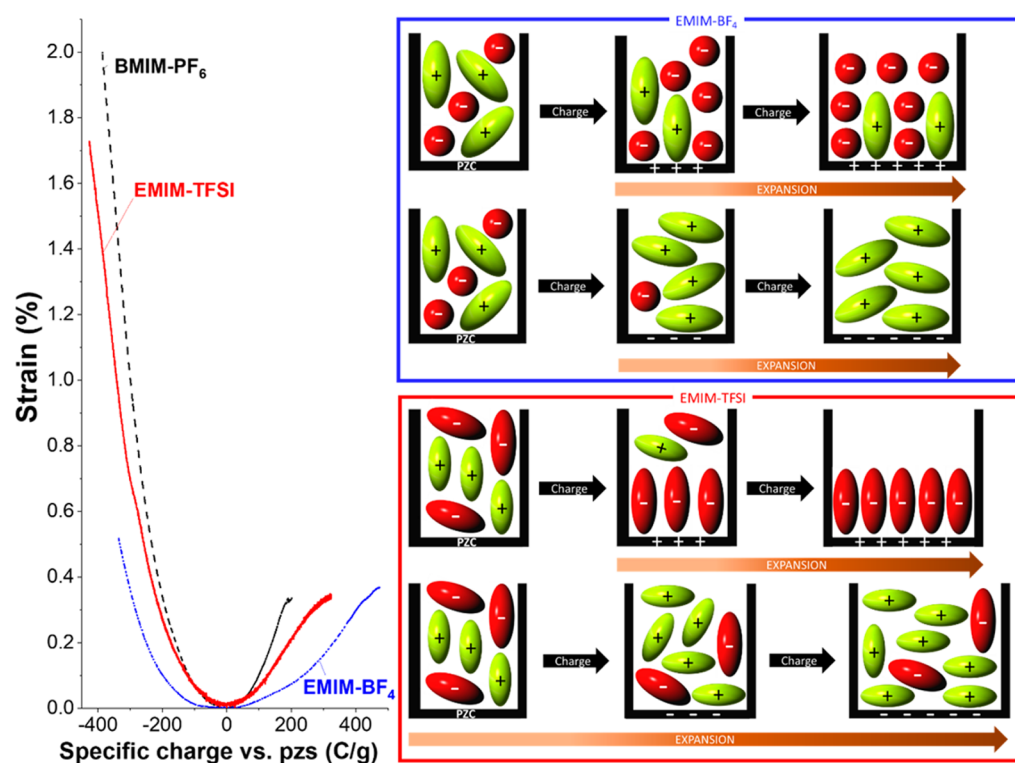 2.0
1.8
1.6
1.4
1.2
1.0
0.8
0.6
0.4
0.2
0.0
Strain (%)
BMIM-PF₆
EMIM-TFSI
EMIM-BF₄
-400 -200 0 200 400
Specific charge vs. pzs (C/g)
EMIM-BF₄
+ + + - - -
PZC
Charge
+ + - - - - - -
+ + +
Charge
- - - - - - - + +
+ + + + +
EXPANSION
+ + + - - -
PZC
Charge
+ + + + + -
- - -
Charge
+ + + + +
- - - - -
EXPANSION
EMIM-TFSI
- - - + + +
PZC
Charge
- + - - -
+ + +
Charge
- - - - -
+ + + + +
EXPANSION
- - - + + +
PZC
Charge
+ + + + + - -
- - -
Charge
+ + + + + + + - -
- - - - -
EXPANSION